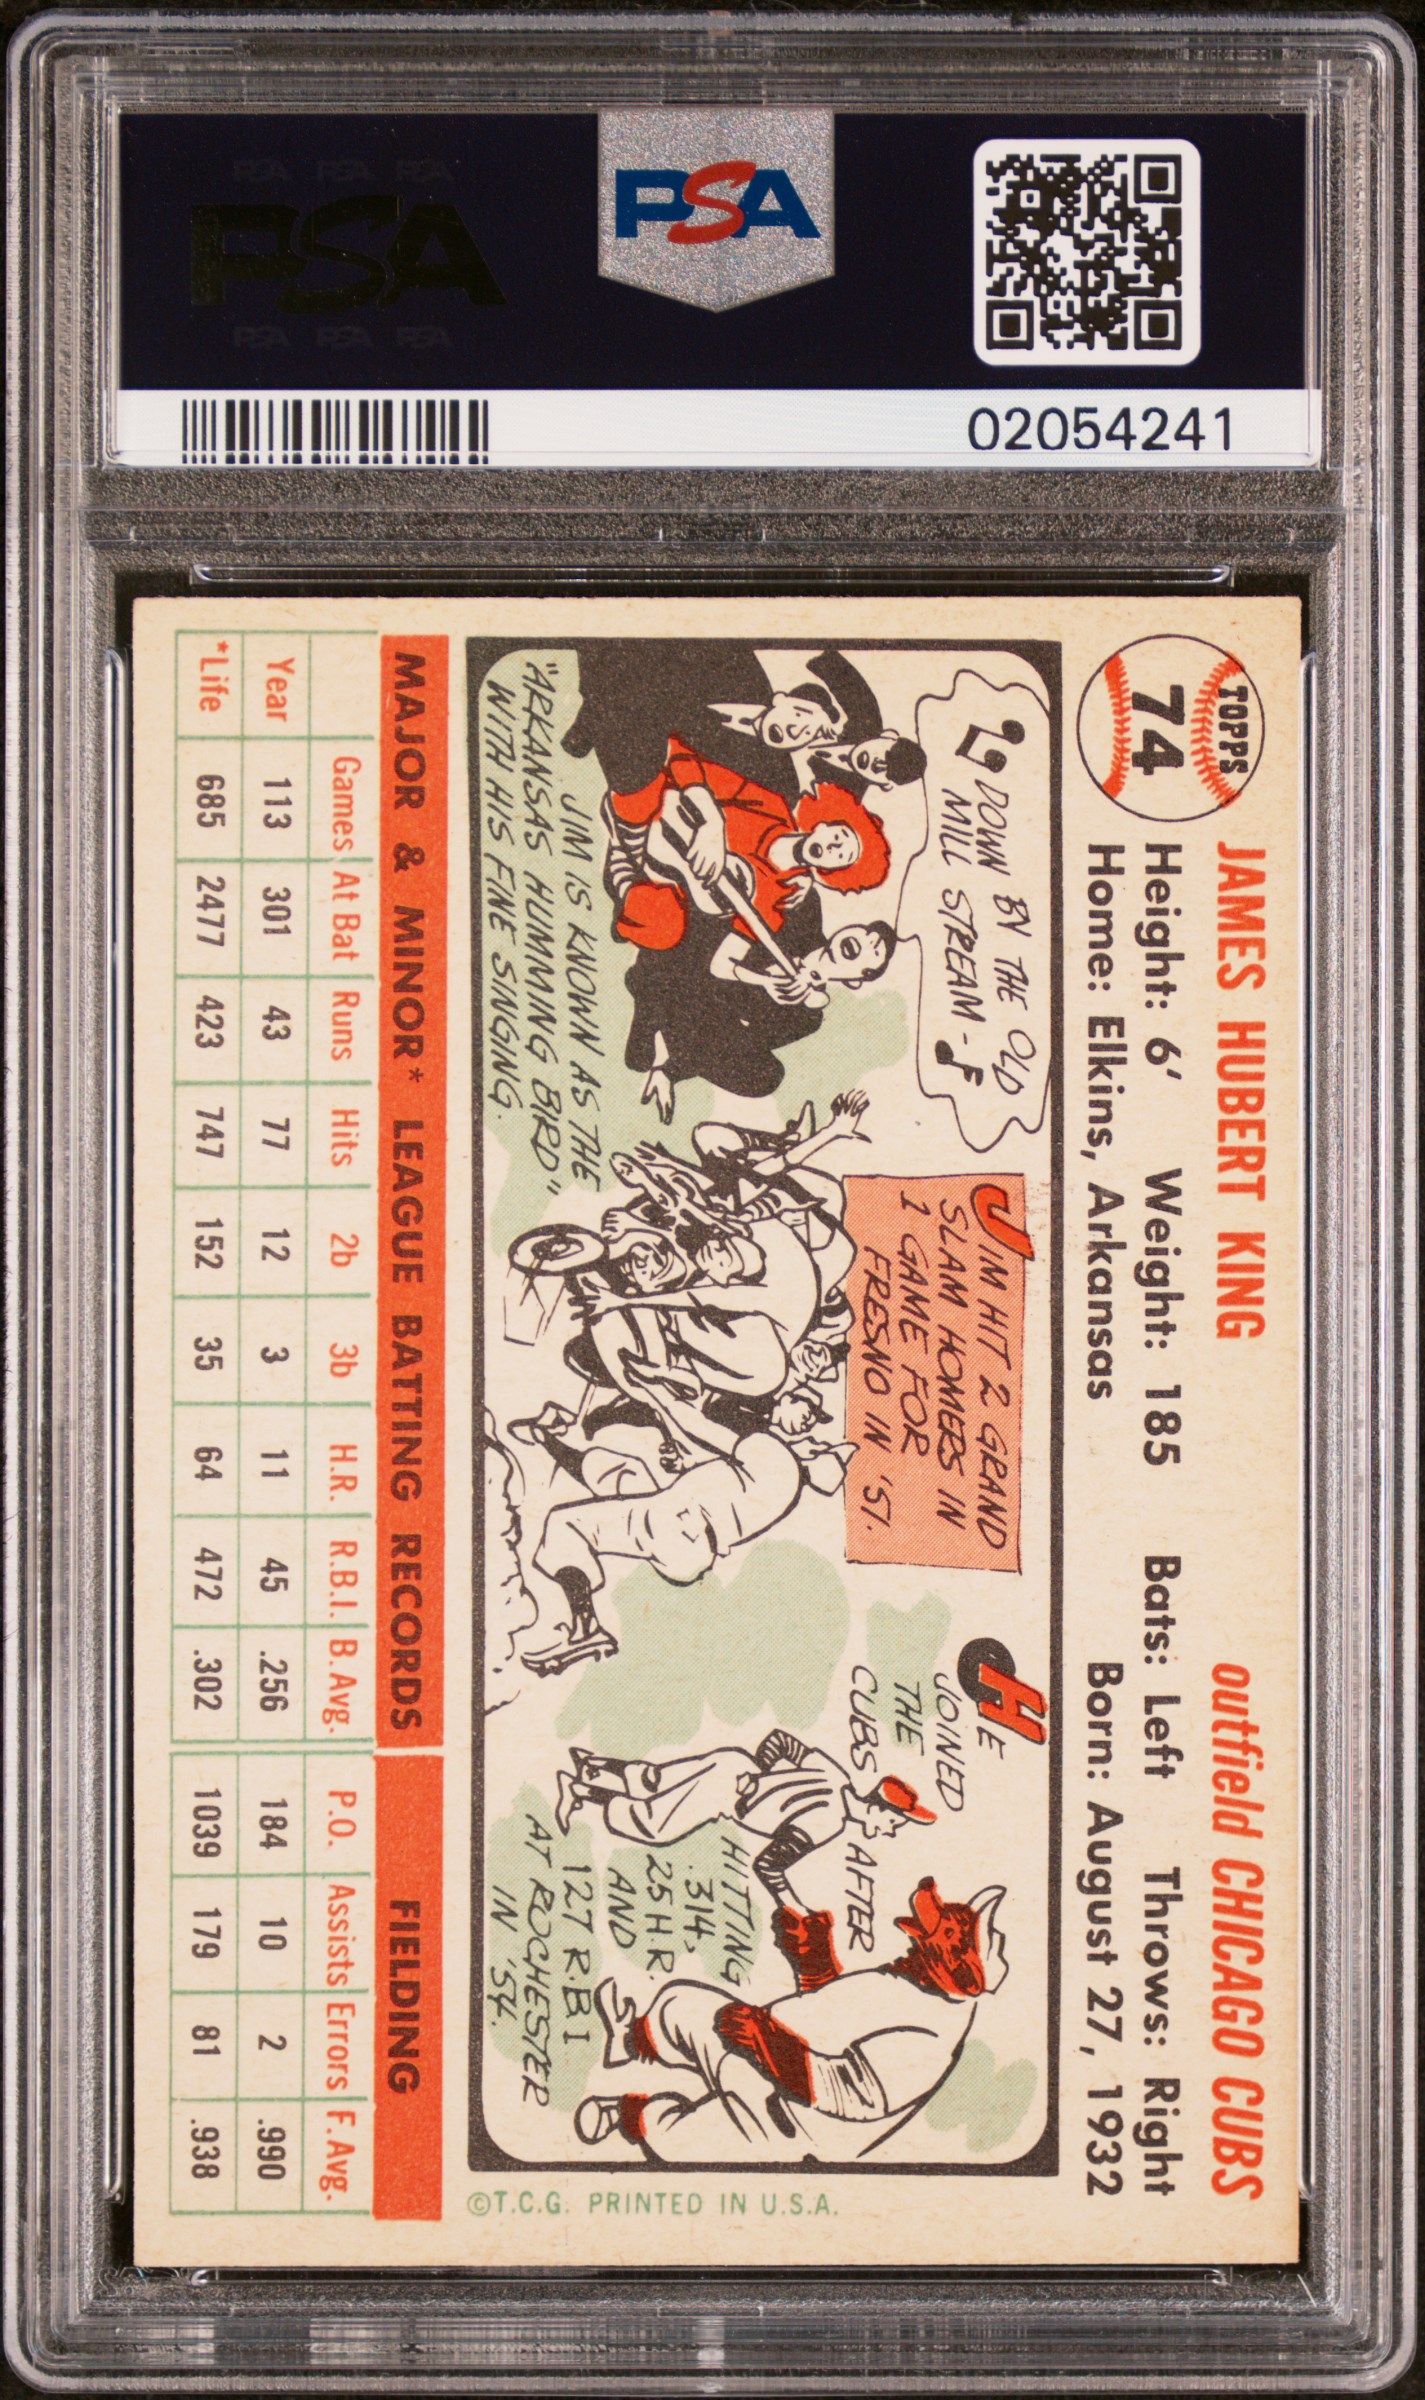 PSA PSA PSA
PSA
PSA PSA PSA
PSA
02054241
TOPPS
74
JAMES HUBERT KING
outfield CHICAGO CUBS
Height: 6' Weight: 185 Bats: Left Throws: Right
Home: Elkins, Arkansas Born: August 27, 1932
DOWN BY THE OLD
MILL STREAM -
JIM IS KNOWN AS THE
"ARKANSAS HUMMING BIRD"
WITH HIS FINE SINGING.
JIM HIT 2 GRAND
SLAM HOMERS IN
1 GAME FOR
FRESNO IN '51.
HE
JOINED
THE
CUBS AFTER
HITTING
.314,
25 H.R.
AND
127 R.B.I.
AT ROCHESTER
IN '54.
©T.C.G. PRINTED IN U.S.A.
MAJOR & MINOR* LEAGUE BATTING RECORDS FIELDING
Games At Bat Runs Hits 2b 3b H.R. R.B.I. B. Avg. P.O. Assists Errors F. Avg.
Year 113 301 43 77 12 3 11 45 .256 184 10 2 .990
*Life 685 2477 423 747 152 35 64 472 .302 1039 179 81 .938